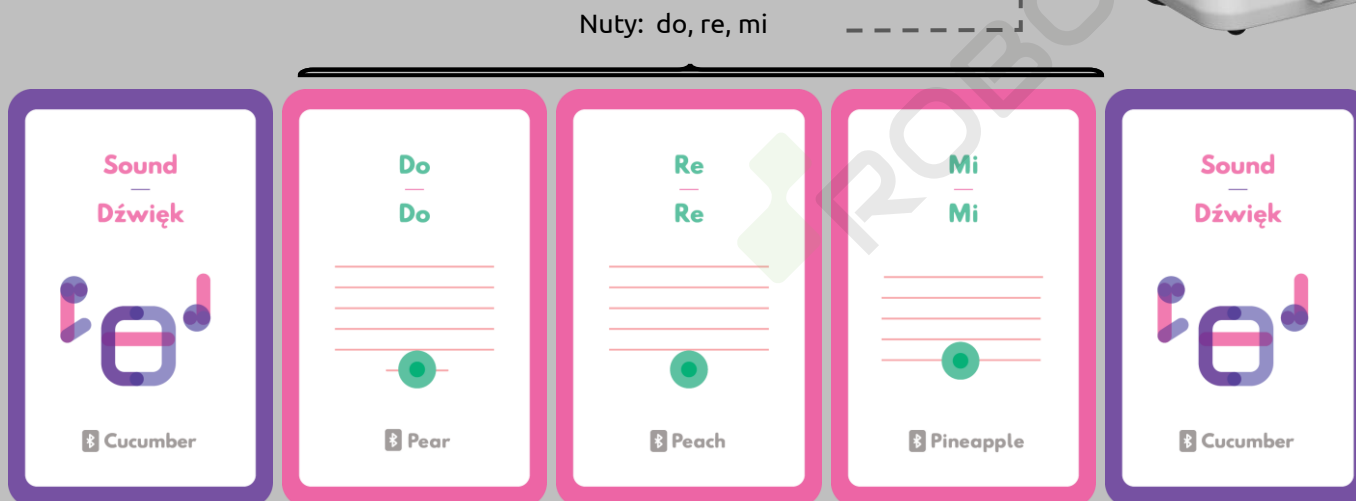 Nuty: do, re, mi
Sound
Dźwięk
Cucumber
Do
Do
Pear
Re
Re
Peach
Mi
Mi
Pineapple
Sound
Dźwięk
Cucumber
ROBO